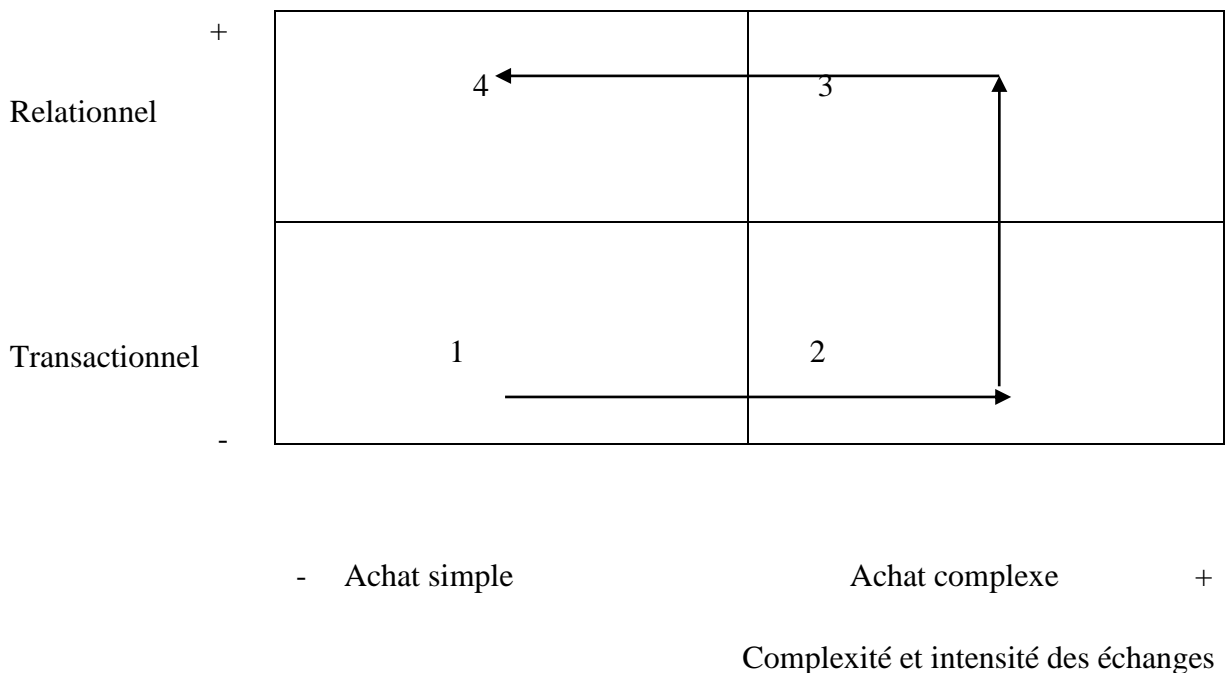 +
4 3
Relationnel
Transactionnel 1 2
-
- Achat simple Achat complexe +
Complexité et intensité des échanges